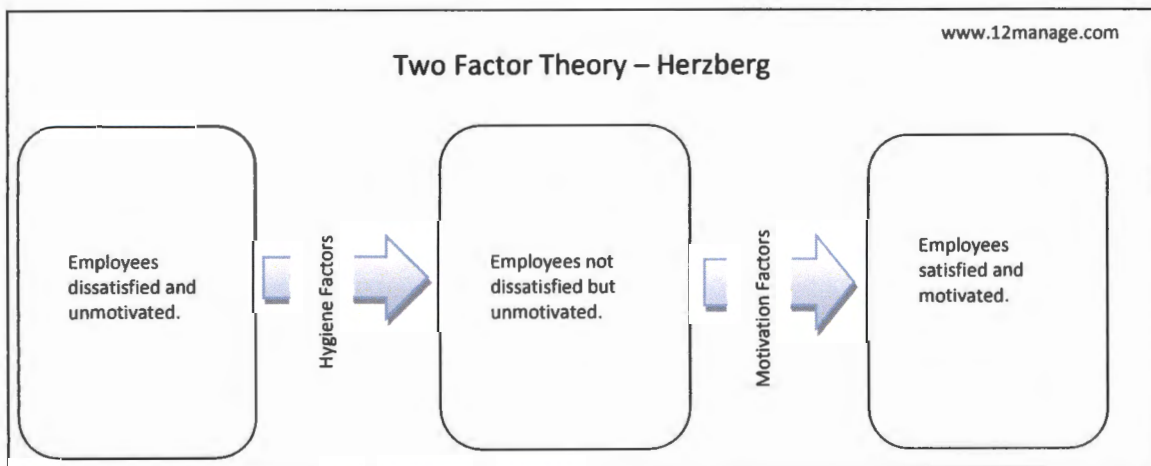 www.12manage.com
Two Factor Theory – Herzberg
Employees
dissatisfied and
unmotivated.
Hygiene Factors
Employees not
dissatisfied but
unmotivated.
Motivation Factors
Employees
satisfied and
motivated.